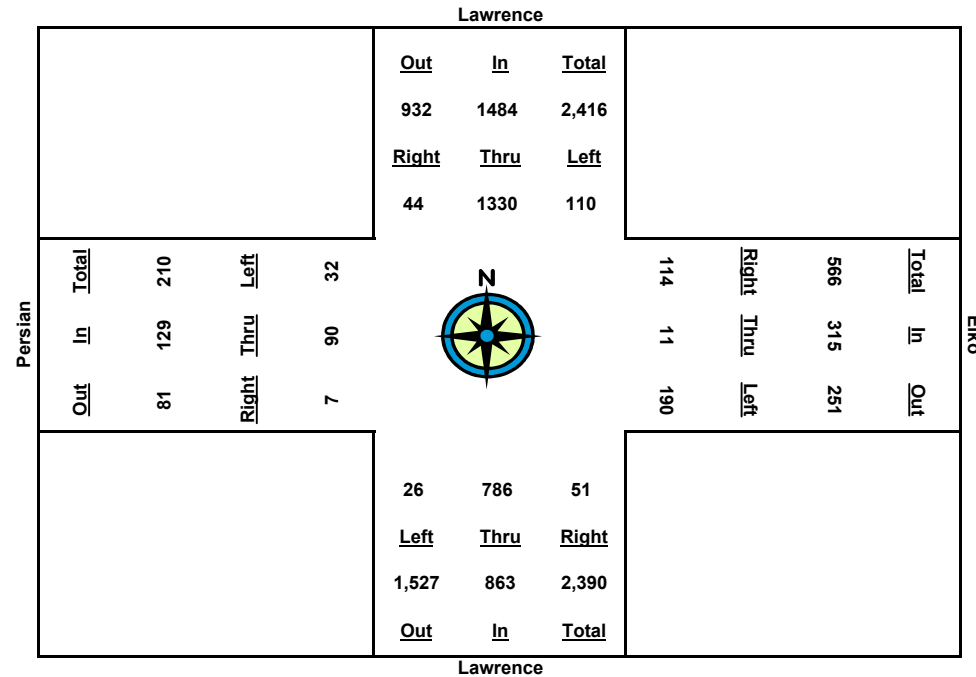 Lawrence
Out In Total
932 1484 2,416
Right Thru Left
44 1330 110
Persian
Total 210 Left 32
In 129 Thru 90
Out 81 Right 7
N
114 Right 566 Total
11 Thru 315 In
190 Left 251 Out
Elko
26 786 51
Left Thru Right
1,527 863 2,390
Out In Total
Lawrence